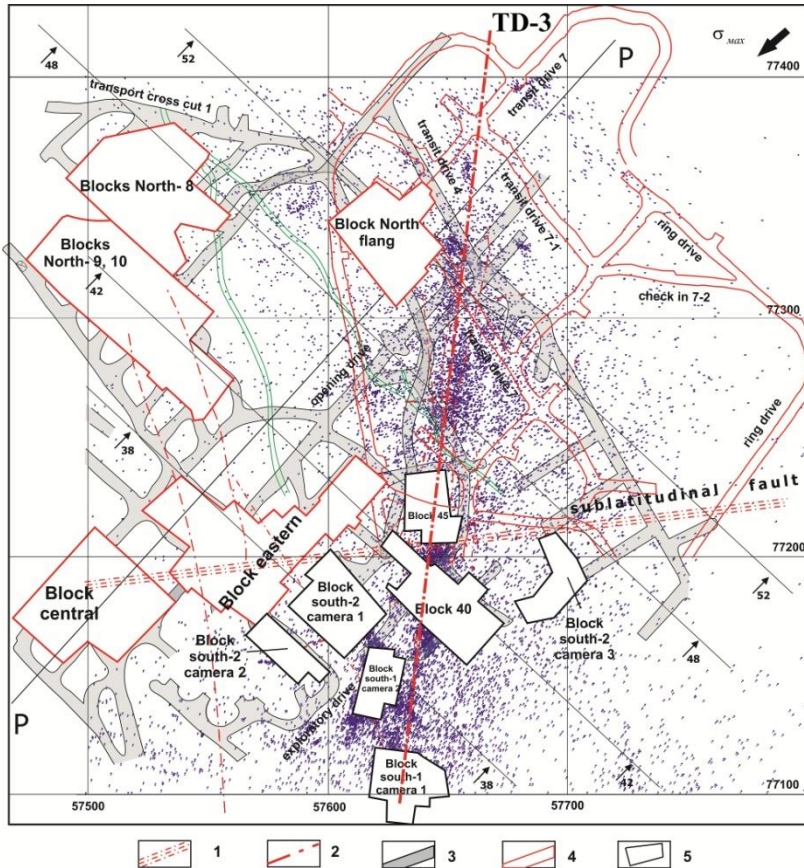 TD-3
σ мax
52
48
P
77400
transit drive 7
transport cross cut 1
transit drive 4
Blocks North- 8
transit drive 7-1
Block North
flang
ring drive
Blocks
North- 9, 10
42
check in 7-2
77300
opening drive
transit drive 7
38
ring drive
sublatitudinal fault
Block 45
77200
Block eastern
Block
central
Block
south-2
camera 1
Block 40
52
Block
south-2
camera 3
Block
south-2
camera 2
48
Block
south-1
camera 2
exploratory drive
P
38
42
Block
south-1
camera 1
77100
57500
57600
57700
1
2
3
4
5